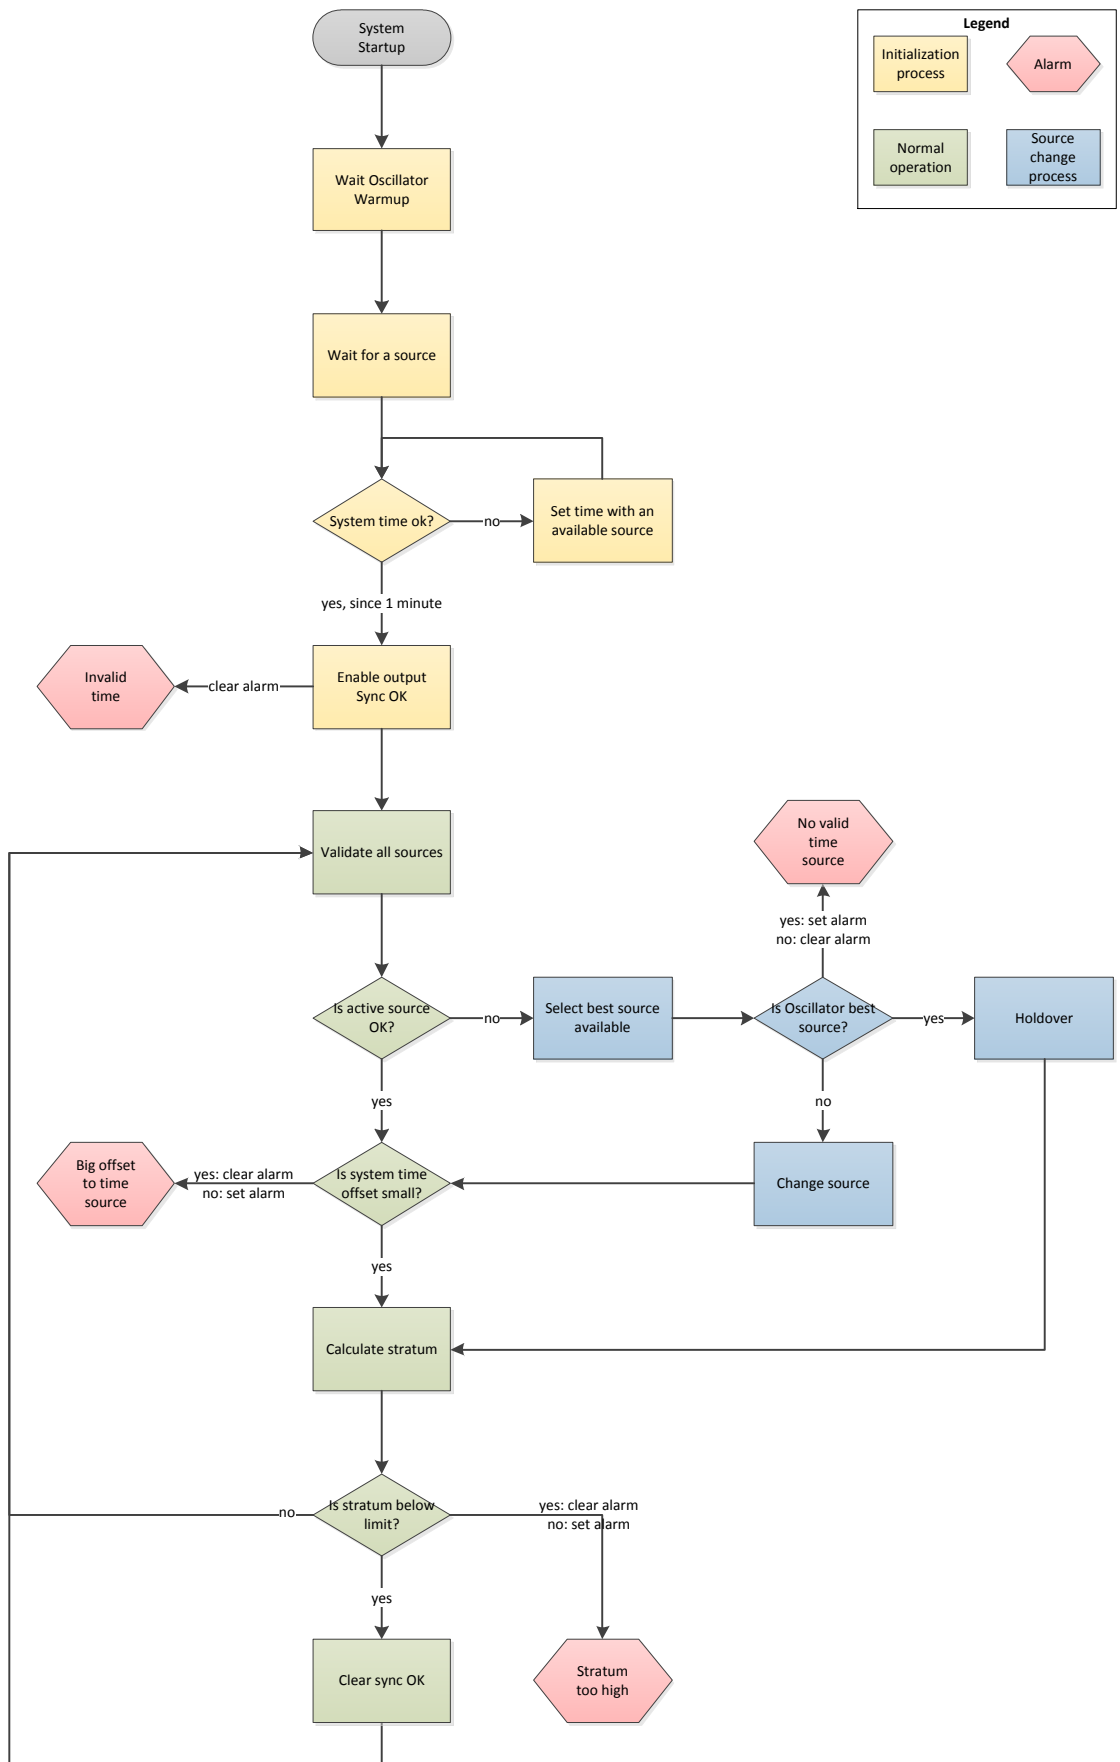 System
Startup
Legend
Initialization
process
Alarm
Normal
operation
Source
change
process
Wait Oscillator
Warmup
Wait for a source
System time ok?
no
Set time with an
available source
yes, since 1 minute
Invalid
time
clear alarm
Enable output
Sync OK
Validate all sources
No valid
time
source
yes: set alarm
no: clear alarm
Is active source
OK?
no
Select best source
available
Is Oscillator best
source?
yes
Holdover
yes
no
Big offset
to time
source
yes: clear alarm
no: set alarm
Is system time
offset small?
Change source
yes
Calculate stratum
no
Is stratum below
limit?
yes: clear alarm
no: set alarm
yes
Clear sync OK
Stratum
too high